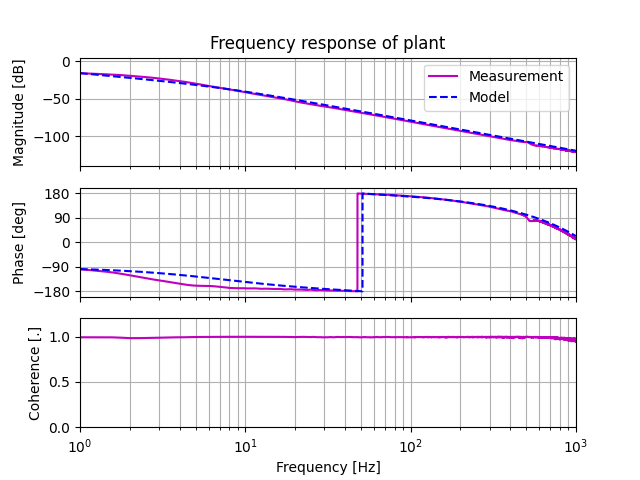 Frequency response of plant
Magnitude [dB]
0
−50
−100
Measurement
Model
Phase [deg]
180
90
0
−90
−180
Coherence [.]
1.0
0.5
0.0
10^0 10^1 10^2 10^3
Frequency [Hz]